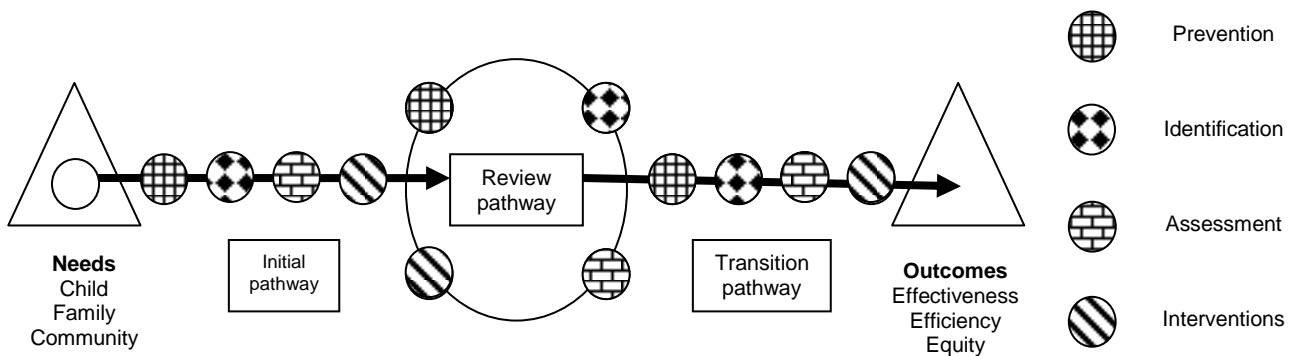 Prevention
Identification
Assessment
Interventions
Review
pathway
Initial
pathway
Transition
pathway
Needs
Child
Family
Community
Outcomes
Effectiveness
Efficiency
Equity